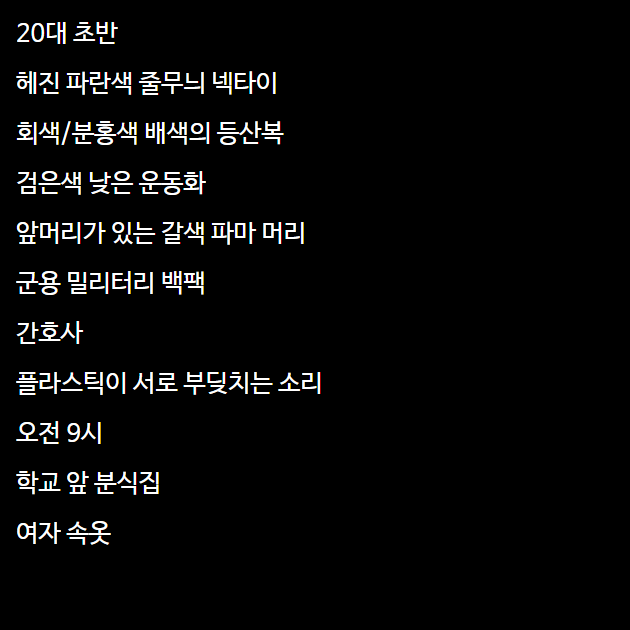 20대 초반
헤진 파란색 줄무늬 넥타이
회색/분홍색 배색의 등산복
검은색 낮은 운동화
앞머리가 있는 갈색 파마 머리
군용 밀리터리 백팩
간호사
플라스틱이 서로 부딪치는 소리
오전 9시
학교 앞 분식집
여자 속옷